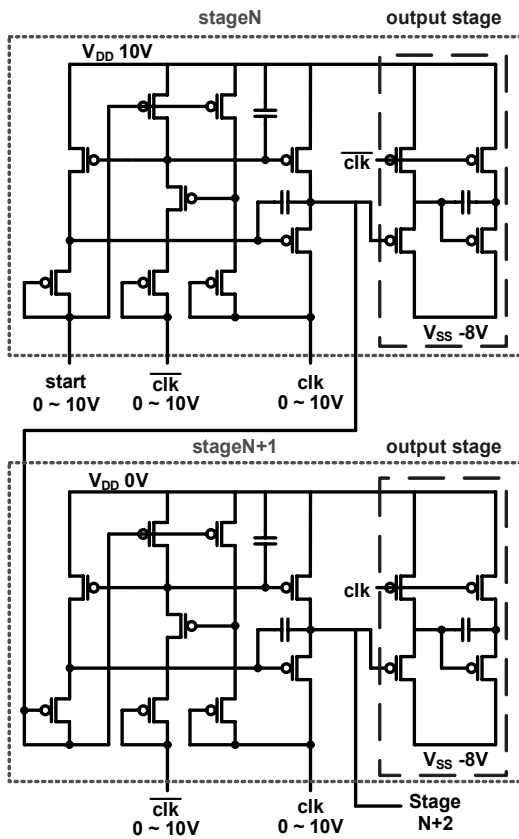 stageN
output stage
VDD 10V
clk
VSS -8V
start
0 ~ 10V
clk
0 ~ 10V
clk
0 ~ 10V
stageN+1
output stage
VDD 0V
clk
VSS -8V
clk
0 ~ 10V
clk
0 ~ 10V
Stage
N+2